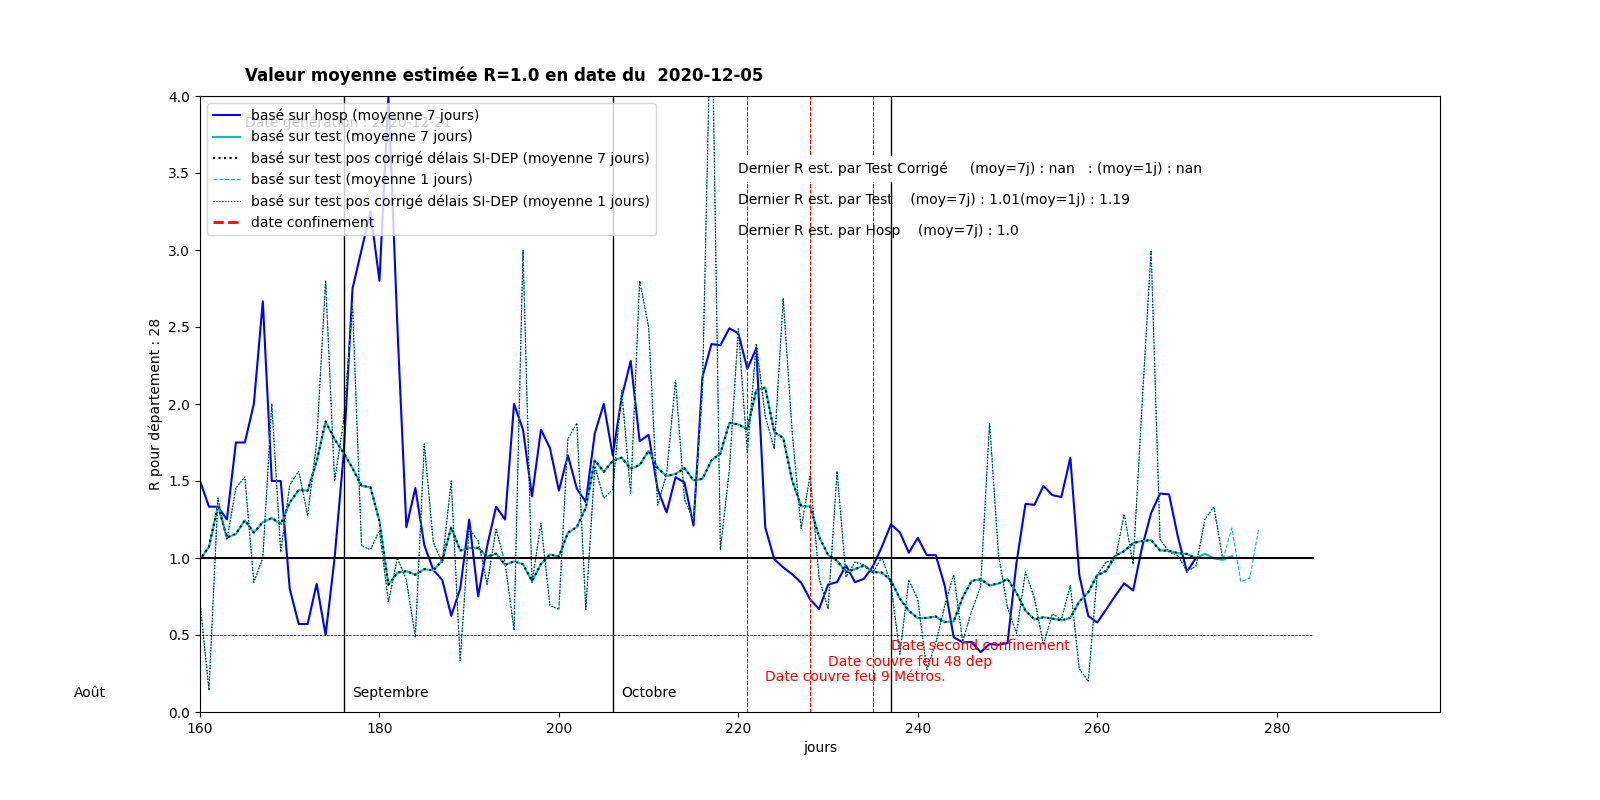 Valeur moyenne estimée R=1.0 en date du  2020-12-05
Date génération : 2020-12-21
basé sur hosp (moyenne 7 jours)
basé sur test (moyenne 7 jours)
basé sur test pos corrigé délais SI-DEP (moyenne 7 jours)
basé sur test (moyenne 1 jours)
basé sur test pos corrigé délais SI-DEP (moyenne 1 jours)
date confinement
Dernier R est. par Test Corrigé (moy=7j) : nan : (moy=1j) : nan
Dernier R est. par Test (moy=7j) : 1.01(moy=1j) : 1.19
Dernier R est. par Hosp (moy=7j) : 1.0
4.0
3.5
3.0
2.5
2.0
1.5
1.0
0.5
0.0
R pour département : 28
Date second confinement
Date couvre feu 48 dep
Date couvre feu 9 Métros.
Août
Septembre
Octobre
160 180 200 220 240 260 280
jours